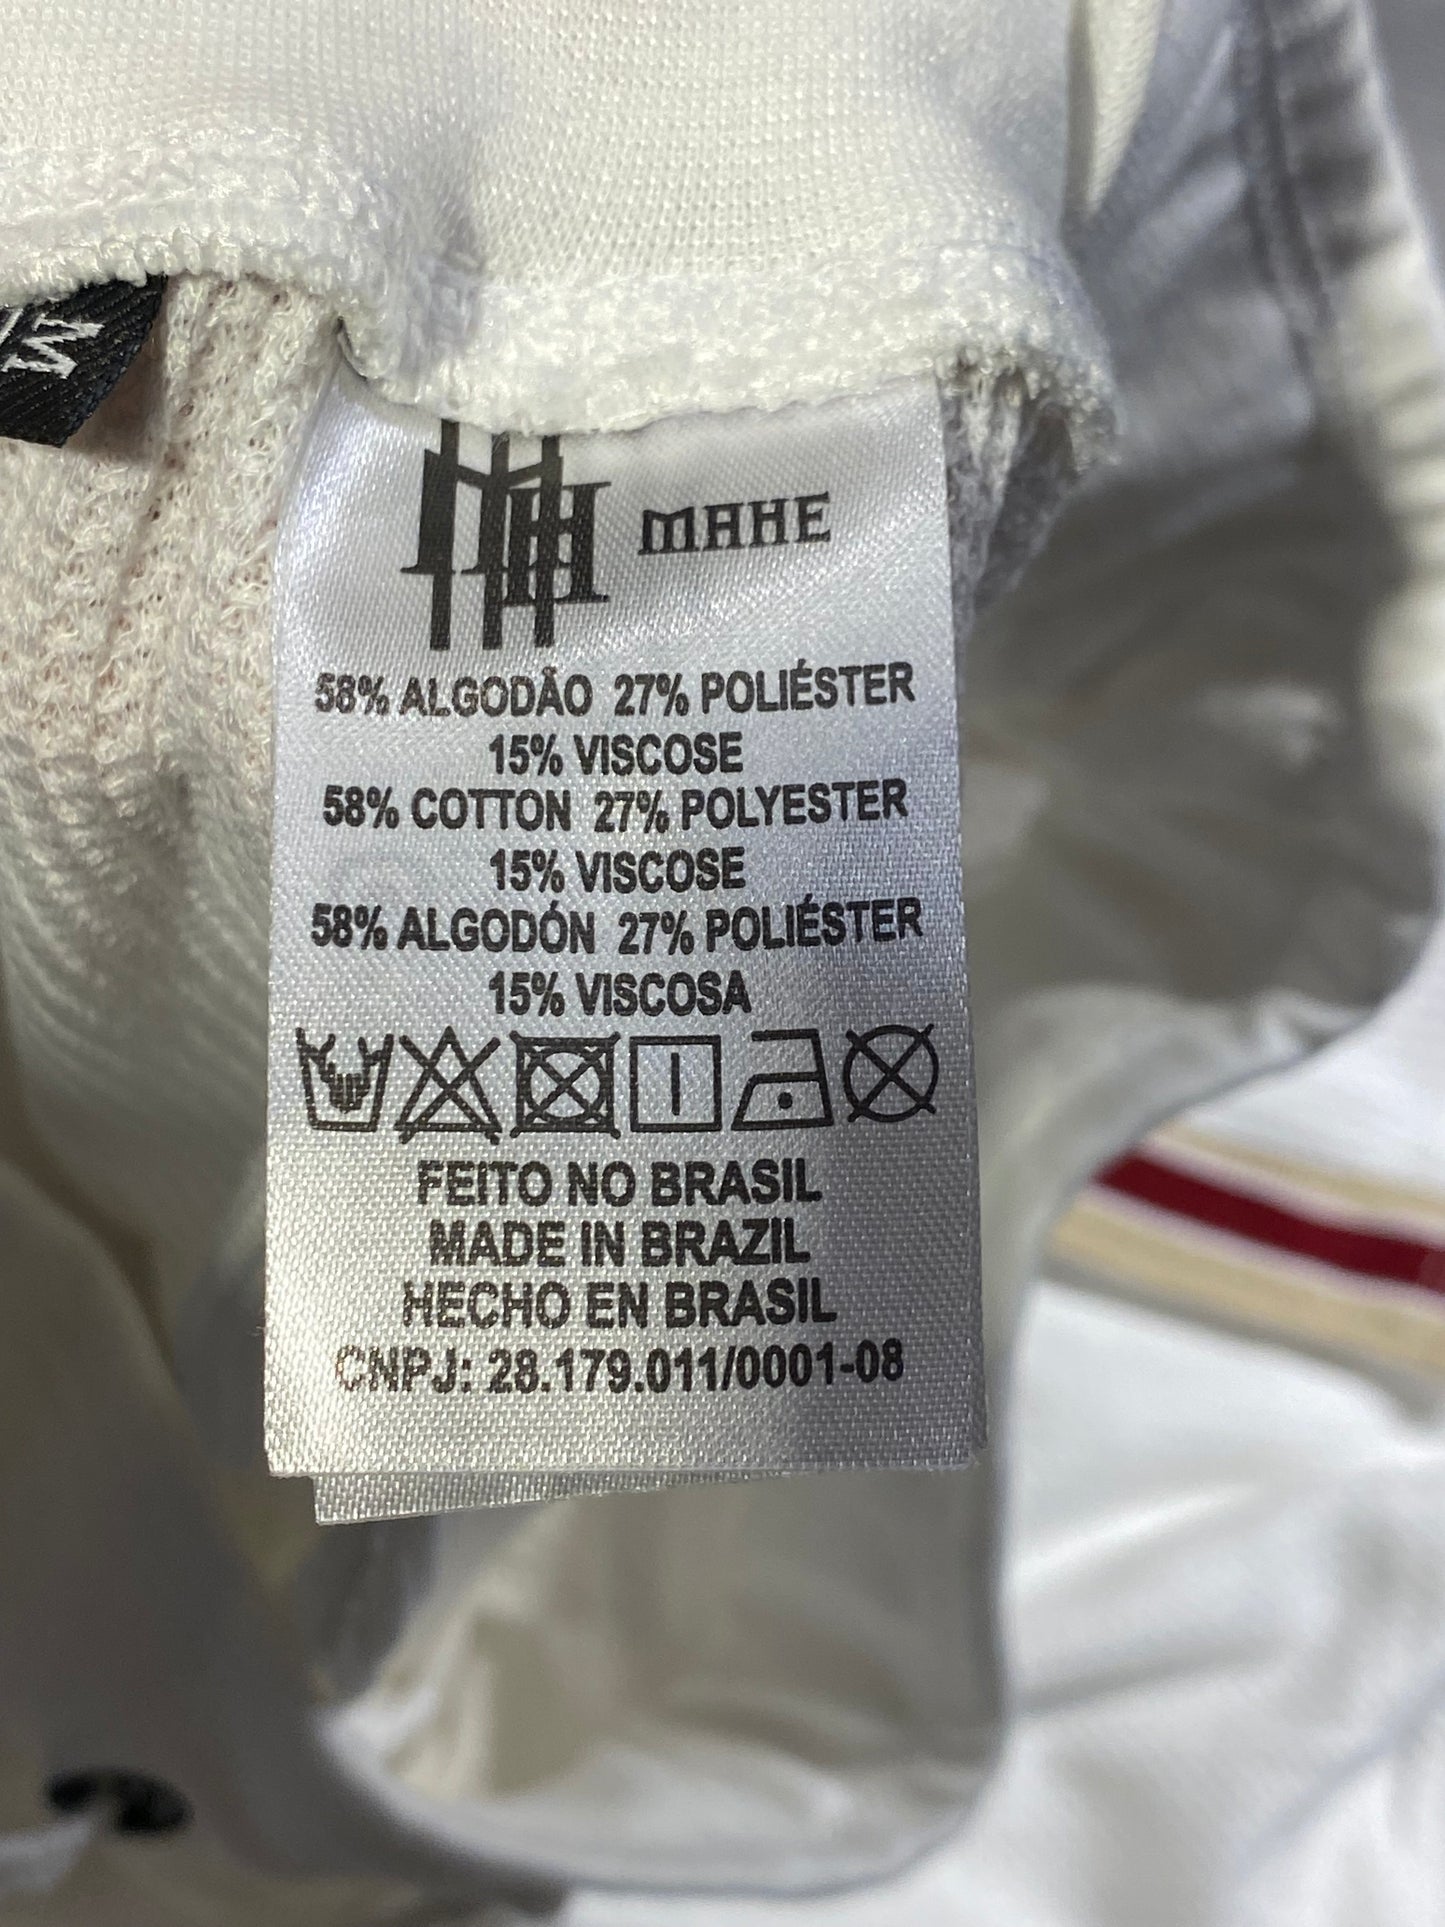 MAHE
58% ALGODÃO 27% POLIÉSTER
15% VISCOSE
58% COTTON 27% POLYESTER
15% VISCOSE
58% ALGODÓN 27% POLIÉSTER
15% VISCOSA
FEITO NO BRASIL
MADE IN BRAZIL
HECHO EN BRASIL
CNPJ: 28.179.011/0001-08